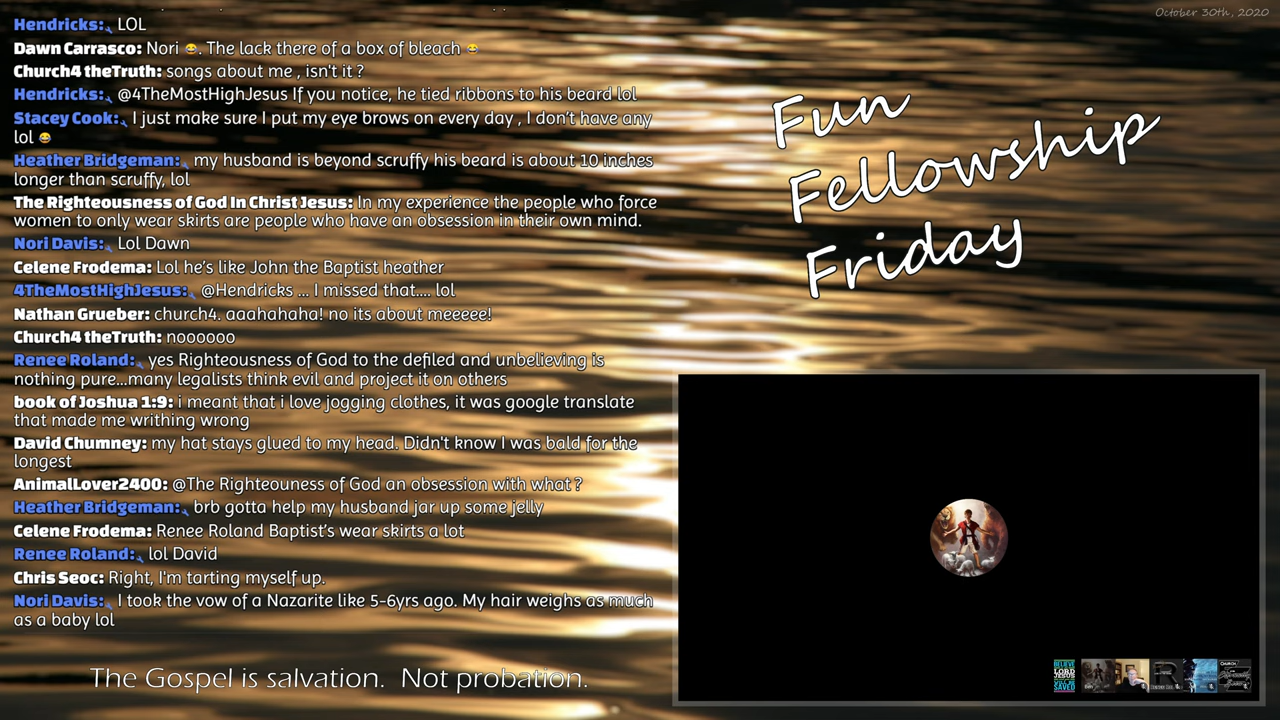 October 30th, 2020
Hendricks: LOL
Dawn Carrasco: Nori 😂. The lack there of a box of bleach 😂
Church4 theTruth: songs about me , isn't it ?
Hendricks: @4TheMostHighJesus If you notice, he tied ribbons to his beard lol
Stacey Cook: I just make sure I put my eye brows on every day , I don't have any
lol 😂
Heather Bridgeman: my husband is beyond scruffy his beard is about 10 inches
longer than scruffy, lol
The Righteousness of God In Christ Jesus: In my experience the people who force
women to only wear skirts are people who have an obsession in their own mind.
Nori Davis: Lol Dawn
Celene Frodema: Lol he's like John the Baptist heather
4TheMostHighJesus: @Hendricks ... I missed that.... lol
Nathan Grueber: church4. aaahahaha! no its about meeeee!
Church4 theTruth: noooooo
Renee Roland: yes Righteousness of God to the defiled and unbelieving is
nothing pure...many legalists think evil and project it on others
book of Joshua 1:9: i meant that i love jogging clothes, it was google translate
that made me writhing wrong
David Chumney: my hat stays glued to my head. Didn't know I was bald for the
longest
AnimalLover2400: @The Righteouness of God an obsession with what ?
Heather Bridgeman: brb gotta help my husband jar up some jelly
Celene Frodema: Renee Roland Baptist's wear skirts a lot
Renee Roland: lol David
Chris Seoc: Right, I'm tarting myself up.
Nori Davis: I took the vow of a Nazarite like 5-6yrs ago. My hair weighs as much
as a baby lol
The Gospel is salvation. Not probation.
Fun
Fellowship
Friday
BELIEVE
LORD
JESUS
SAVED
CHURCH